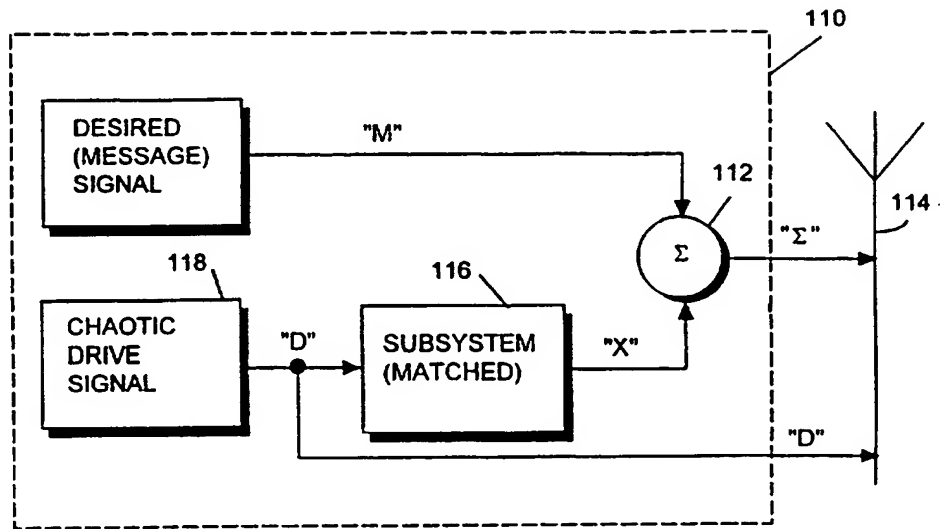 110
DESIRED
(MESSAGE)
SIGNAL
"M"
112
114
Σ
"Σ"
118
116
CHAOTIC
DRIVE
SIGNAL
"D"
SUBSYSTEM
(MATCHED)
"X"
"D"